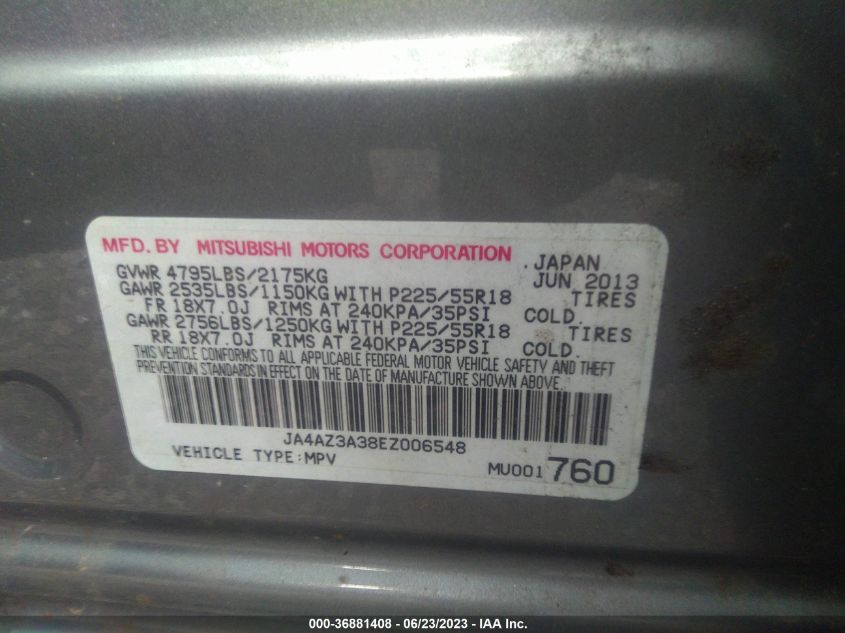 MFD. BY MITSUBISHI MOTORS CORPORATION JAPAN
GVWR 4795LBS/2175KG JUN 2013
GAWR 2535LBS/1150KG WITH P225/55R18 TIRES
FR 18X7.0J RIMS AT 240KPA/35PSI COLD.
GAWR 2756LBS/1250KG WITH P225/55R18 TIRES
RR 18X7.0J RIMS AT 240KPA/35PSI COLD.
THIS VEHICLE CONFORMS TO ALL APPLICABLE FEDERAL MOTOR VEHICLE SAFETY AND THEFT
PREVENTION STANDARDS IN EFFECT ON THE DATE OF MANUFACTURE SHOWN ABOVE.
JA4AZ3A38EZ006548
VEHICLE TYPE:MPV MU001 760
000-36881408 - 06/23/2023 - IAA Inc.